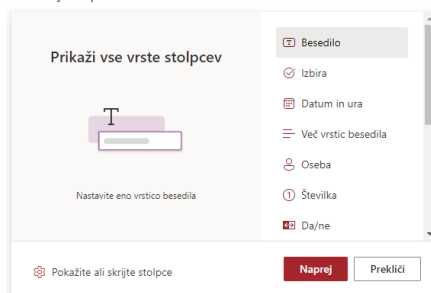 Prikaži vse vrste stolpcev
T
Nastavite eno vrstico besedila
Besedilo
Izbira
Datum in ura
Več vrstic besedila
Oseba
Številka
Da/ne
Pokažite ali skrijte stolpce
Naprej
Prekliči